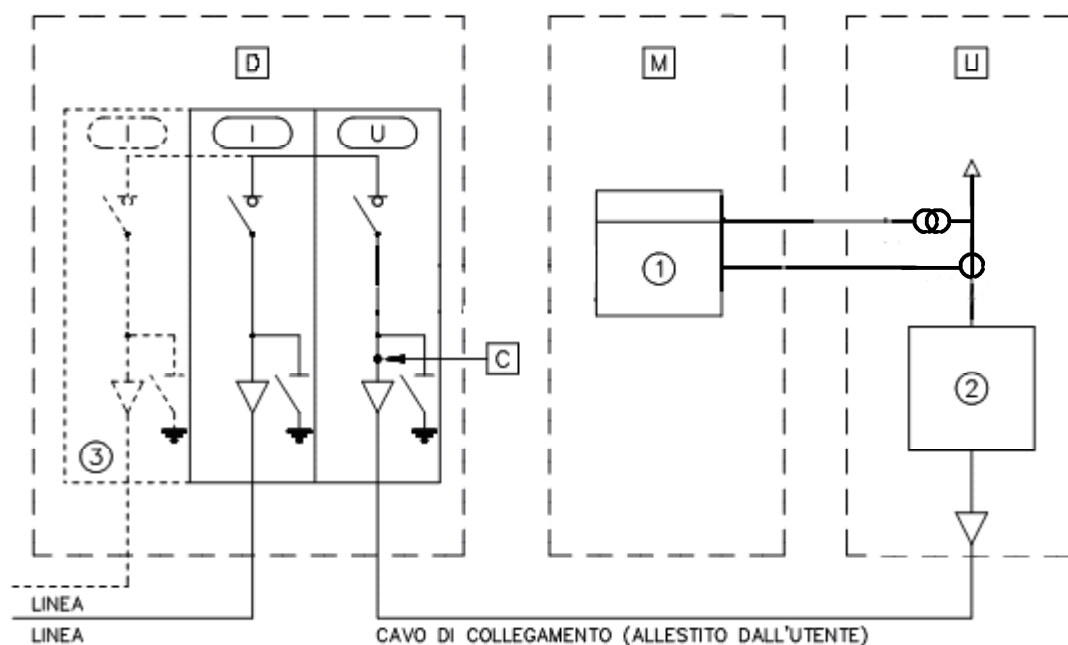 D M U
I I U
1
C
2
3
LINEA
LINEA CAVO DI COLLEGAMENTO (ALLESTITO DALL'UTENTE)